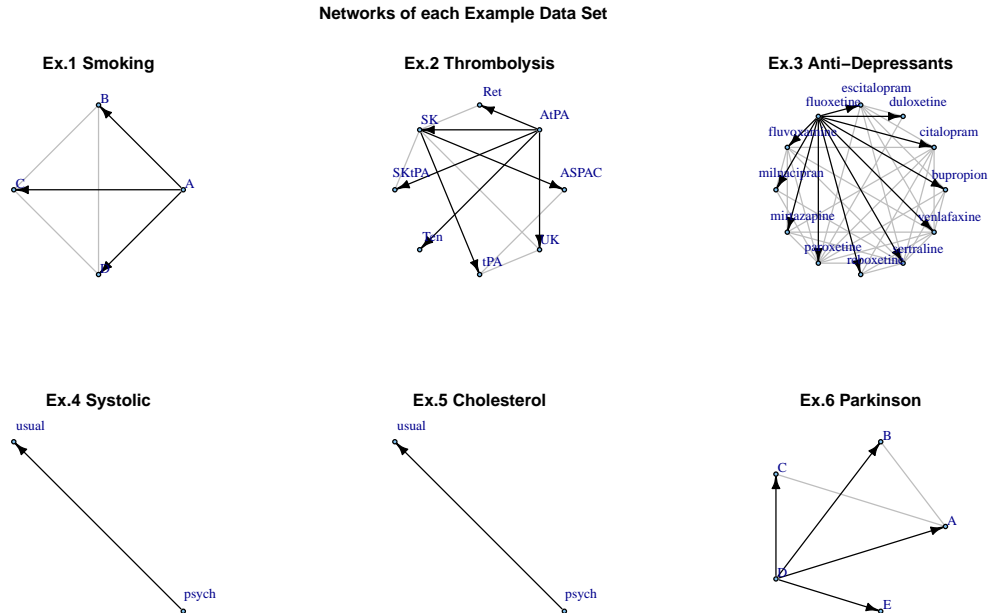 Networks of each Example Data Set
Ex.1 Smoking
B
C
A
D
Ex.2 Thrombolysis
Ret
SK
AtPA
SKtPA
ASPAC
Ten
UK
tPA
Ex.3 Anti−Depressants
escitalopram
fluoxetine
duloxetine
fluvoxamine
citalopram
milnacipran
bupropion
mirtazapine
venlafaxine
paroxetine
sertraline
reboxetine
Ex.4 Systolic
usual
psych
Ex.5 Cholesterol
usual
psych
Ex.6 Parkinson
B
C
A
D
E